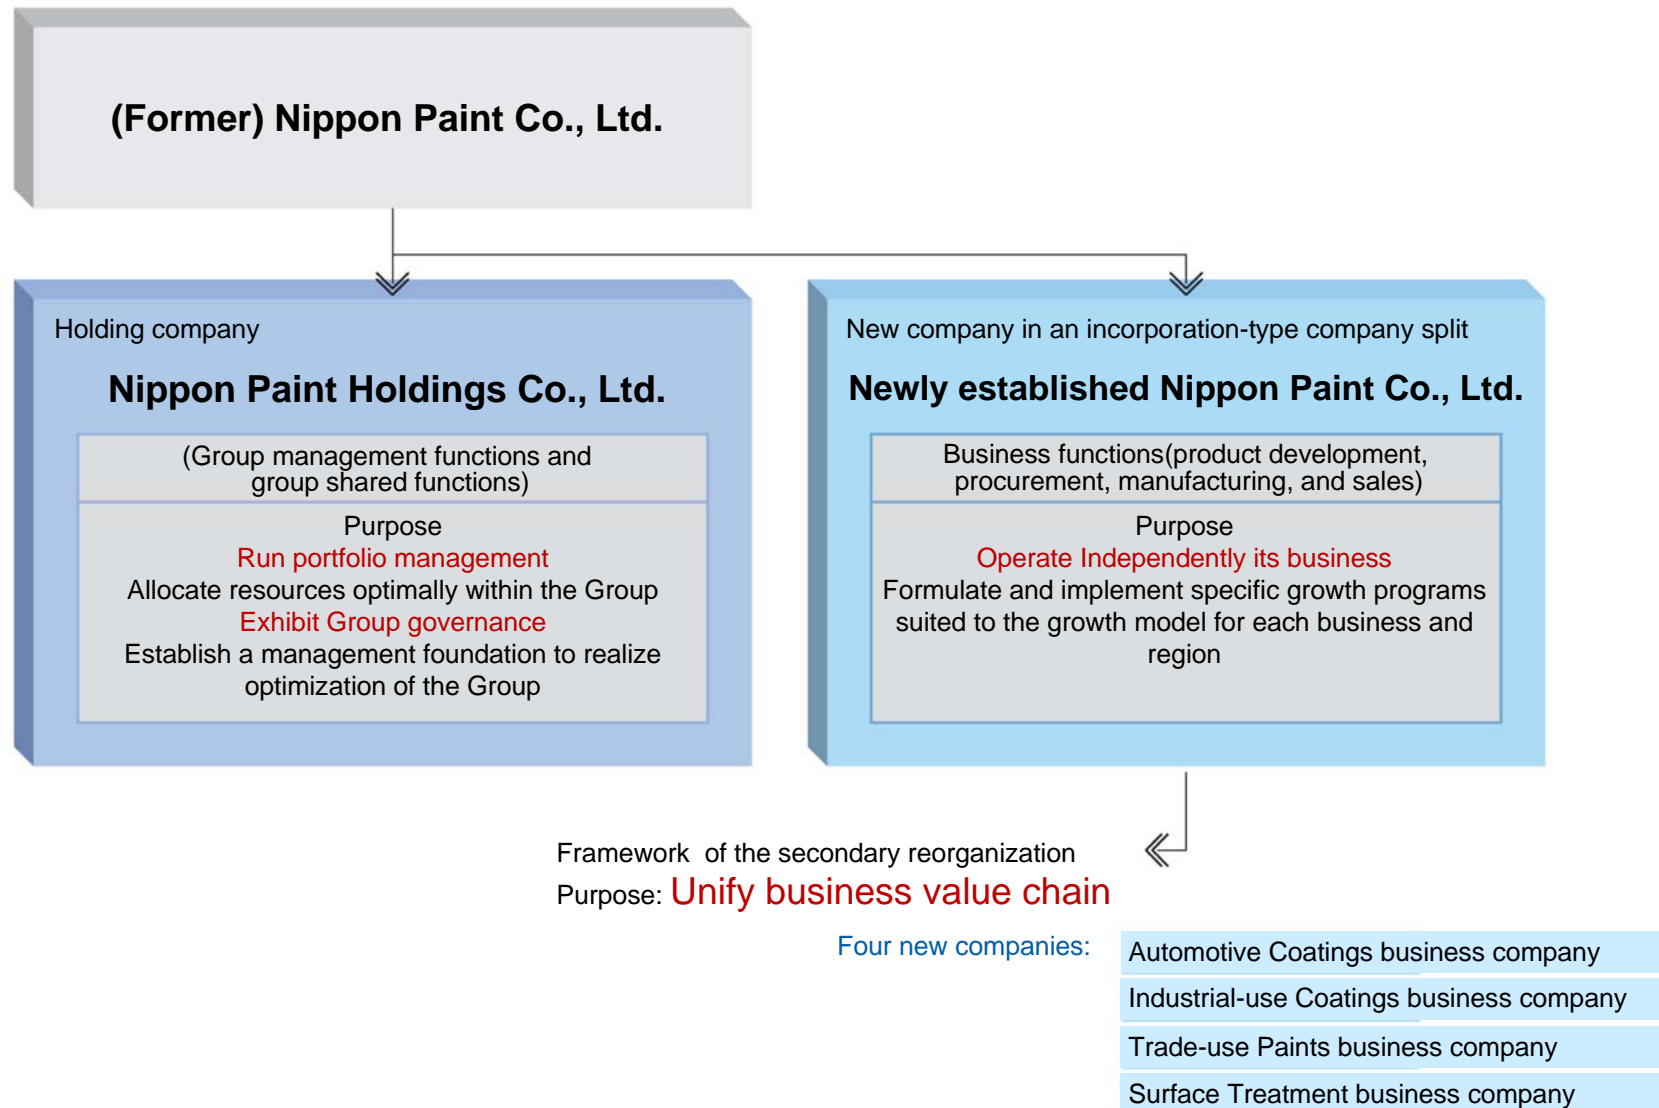 (Former) Nippon Paint Co., Ltd.
Holding company
Nippon Paint Holdings Co., Ltd.
(Group management functions and
group shared functions)
Purpose
Run portfolio management
Allocate resources optimally within the Group
Exhibit Group governance
Establish a management foundation to realize
optimization of the Group
New company in an incorporation-type company split
Newly established Nippon Paint Co., Ltd.
Business functions(product development,
procurement, manufacturing, and sales)
Purpose
Operate Independently its business
Formulate and implement specific growth programs
suited to the growth model for each business and
region
Framework of the secondary reorganization
Purpose: Unify business value chain
Four new companies:
Automotive Coatings business company
Industrial-use Coatings business company
Trade-use Paints business company
Surface Treatment business company